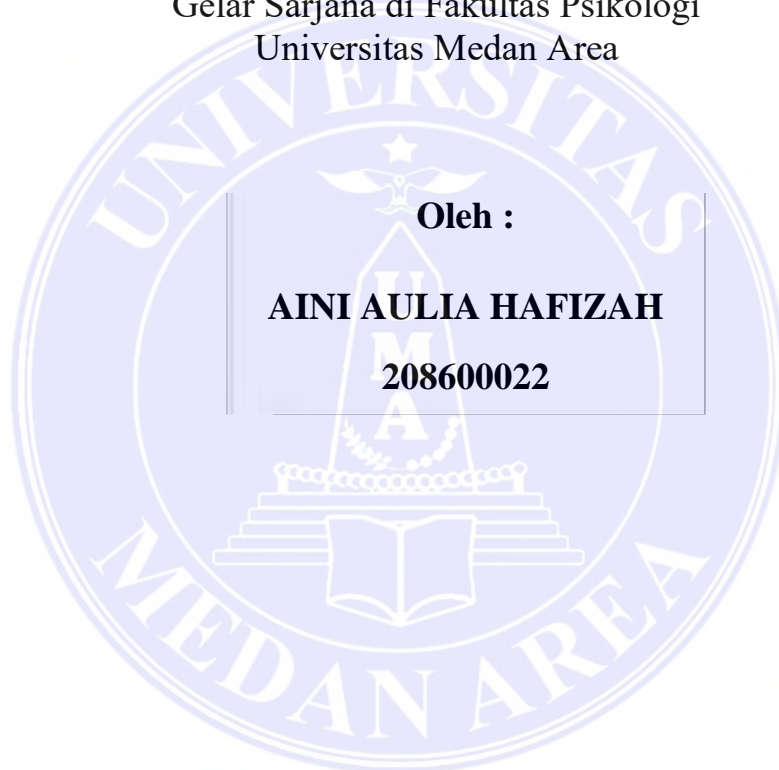 Gelar Sarjana di Fakultas Psikologi
Universitas Medan Area
UNIVERSITAS
Oleh :
AINI AULIA HAFIZAH
208600022
U
M
A
MEDAN AREA